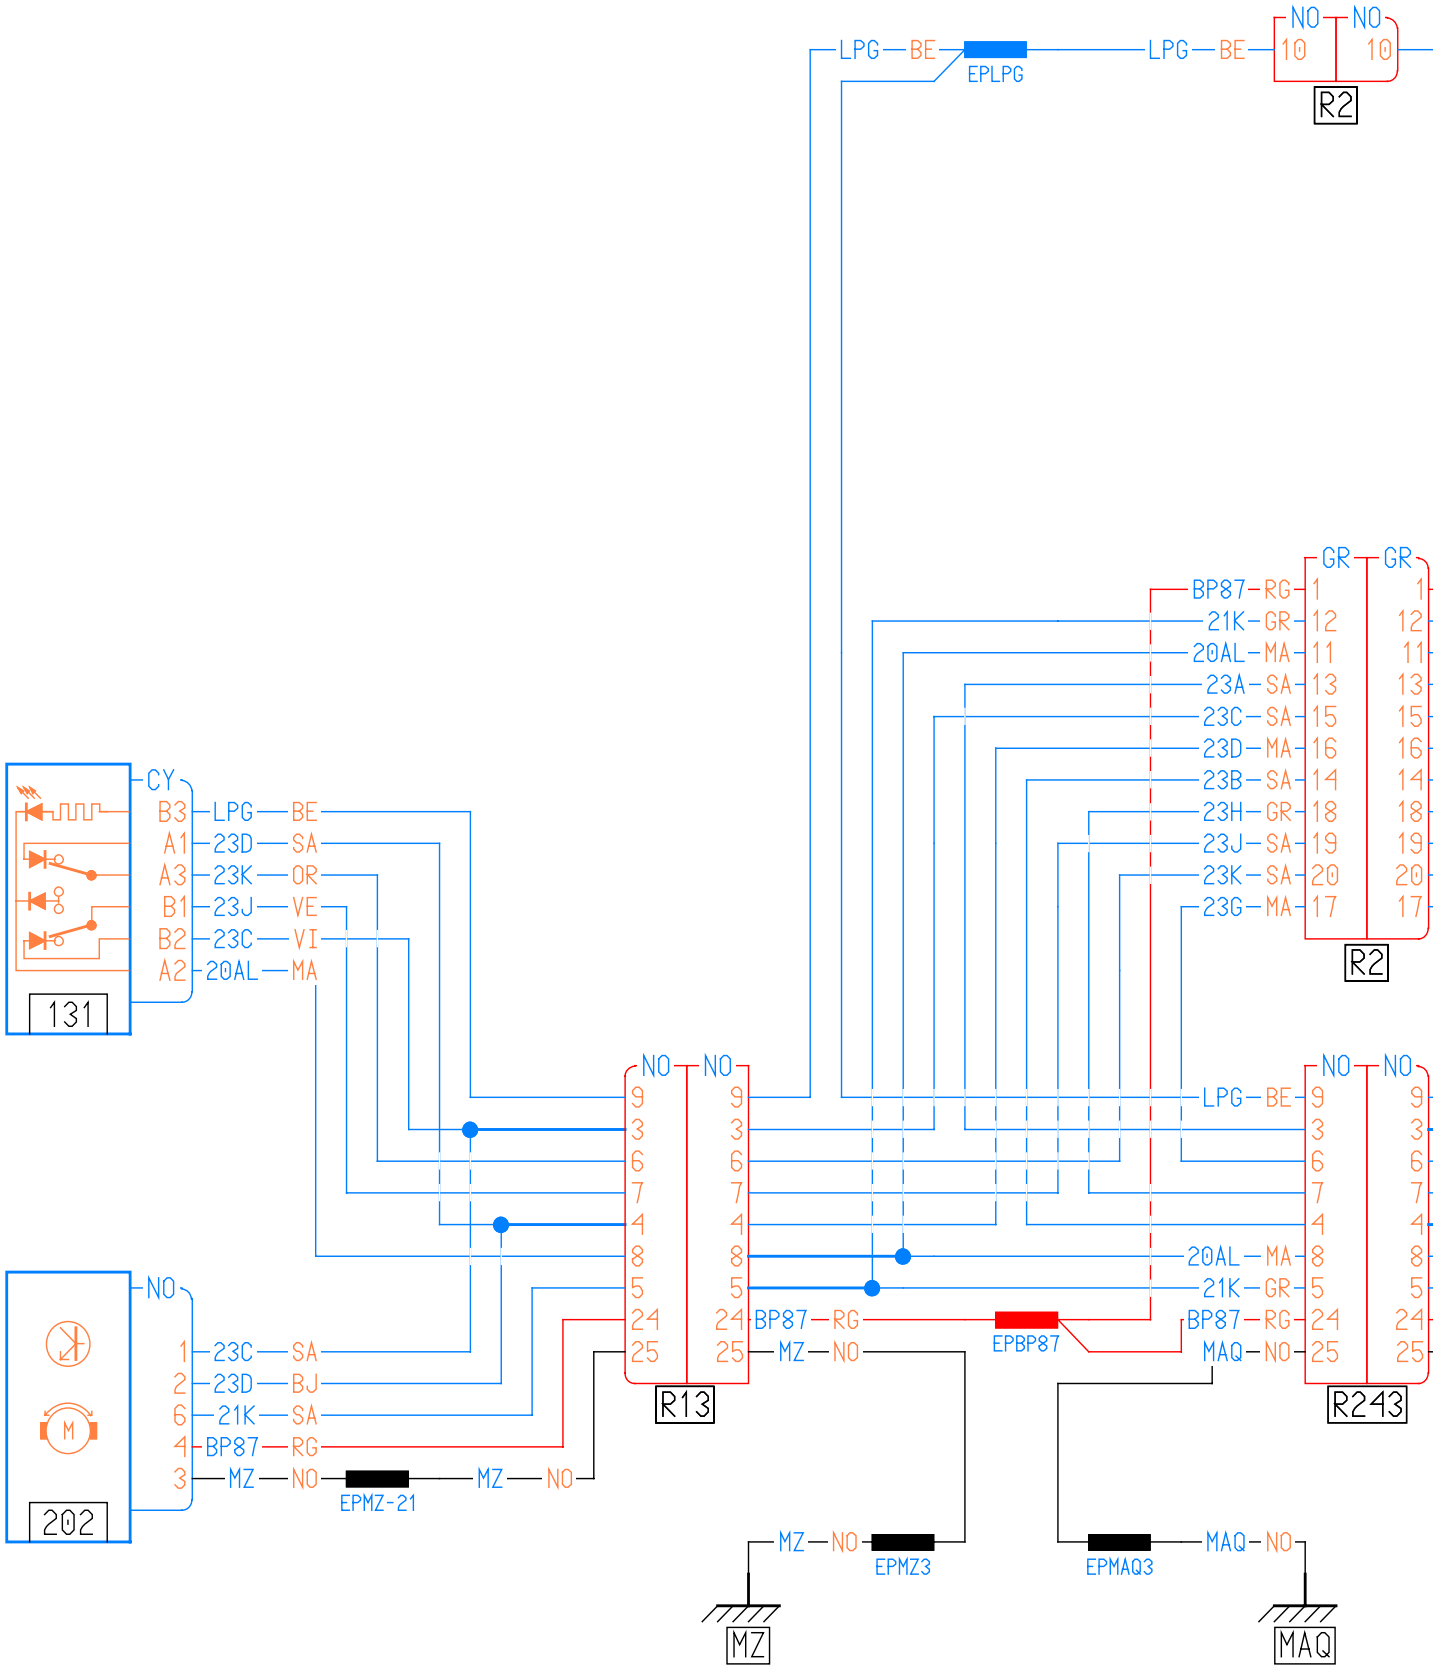 NO NO
LPG BE LPG BE 10 10
EPLPG
R2
GR GR
BP87 RG 1 1
21K GR 12 12
20AL MA 11 11
23A SA 13 13
23C SA 15 15
23D MA 16 16
23B SA 14 14
23H GR 18 18
23J SA 19 19
23K SA 20 20
23G MA 17 17
R2
CY
B3 LPG BE
A1 23D SA
A3 23K OR
B1 23J VE
B2 23C VI
A2 20AL MA
131
NO NO NO NO
9 9 LPG BE 9 9
3 3 3 3
6 6 6 6
7 7 7 7
4 4 4 4
8 8 20AL MA 8 8
5 5 21K GR 5 5
24 24 BP87 RG BP87 RG 24 24
EPBP87
25 25 MZ NO MAQ NO 25 25
R13 R243
NO
1 23C SA
2 23D BJ
6 21K SA
M
4 BP87 RG
3 MZ NO MZ NO
EPMZ-21
202
MZ NO MAQ NO
EPMZ3 EPMAQ3
MZ MAQ